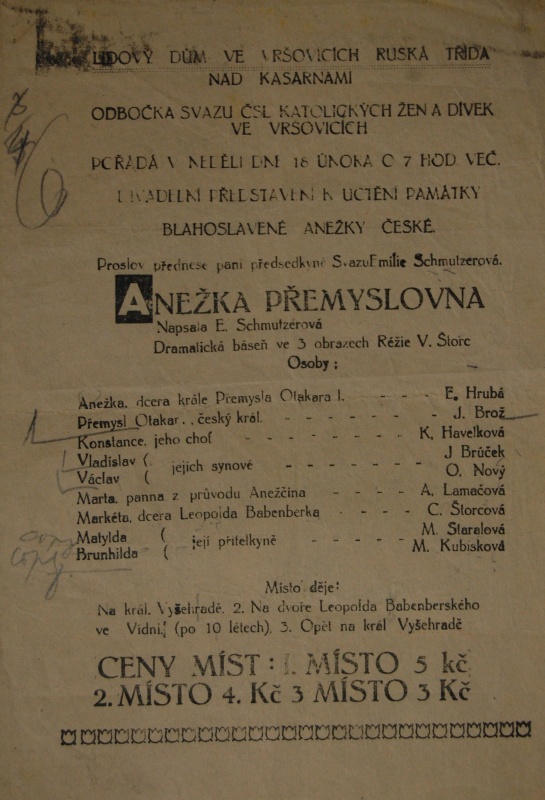 LIDOVÝ DŮM VE VRŠOVICÍCH RUSKÁ TŘÍDA
NAD KASÁRNAMI
ODBOČKA SVAZU ČSL KATOLICKÝCH ŽEN A DÍVEK
VE VRŠOVICÍCH
POŘÁDÁ V NEDĚLI DNE 18 ÚNORA O 7 HOD. VEČ.
DIVADELNÍ PŘEDSTAVENÍ K UCTĚNÍ PAMÁTKY
BLAHOSLAVENÉ ANEŽKY ČESKÉ.
Proslov přednese paní předsedkyně Svazu Emilie Schmutzerová.
ANEŽKA PŘEMYSLOVNA
Napsala E. Schmutzerová
Dramatická báseň ve 3 obrazech Režie V. Štorc
Osoby:
Anežka, dcera krále Přemysla Otakara I. - - - - E. Hrubá
Přemysl Otakar . , český král. - - - - - - J. Brož
Konstance, jeho choť - - - - - - - K. Havelková
Vladislav ( J Brůček
jejich synové - - - - - -
Václav ( O. Nový
Marta, panna z průvodu Anežčina - - - - A. Lamačová
Markéta, dcera Leopolda Babenberka - - - C. Štorcová
Matylda ( M. Staralová
její přítelkyně - - - - -
Brunhilda ( M. Kubisková
Místo děje:
Na král. Vyšehradě, 2. Na dvoře Leopolda Babenberského
ve Vídni, (po 10 létech), 3. Opět na král Vyšehradě
CENY MÍST: 1. MÍSTO 5 kč
2. MÍSTO 4. Kč 3 MÍSTO 3 Kč